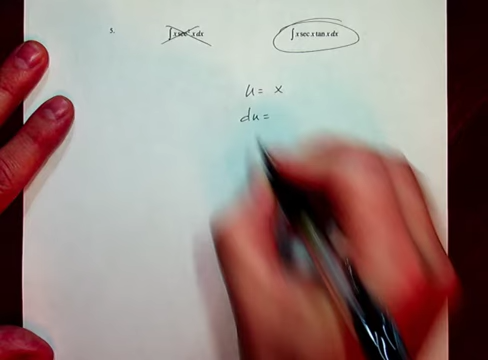 5. ∫ x sec² x dx ∫ x sec x tan x dx
u = x
du =